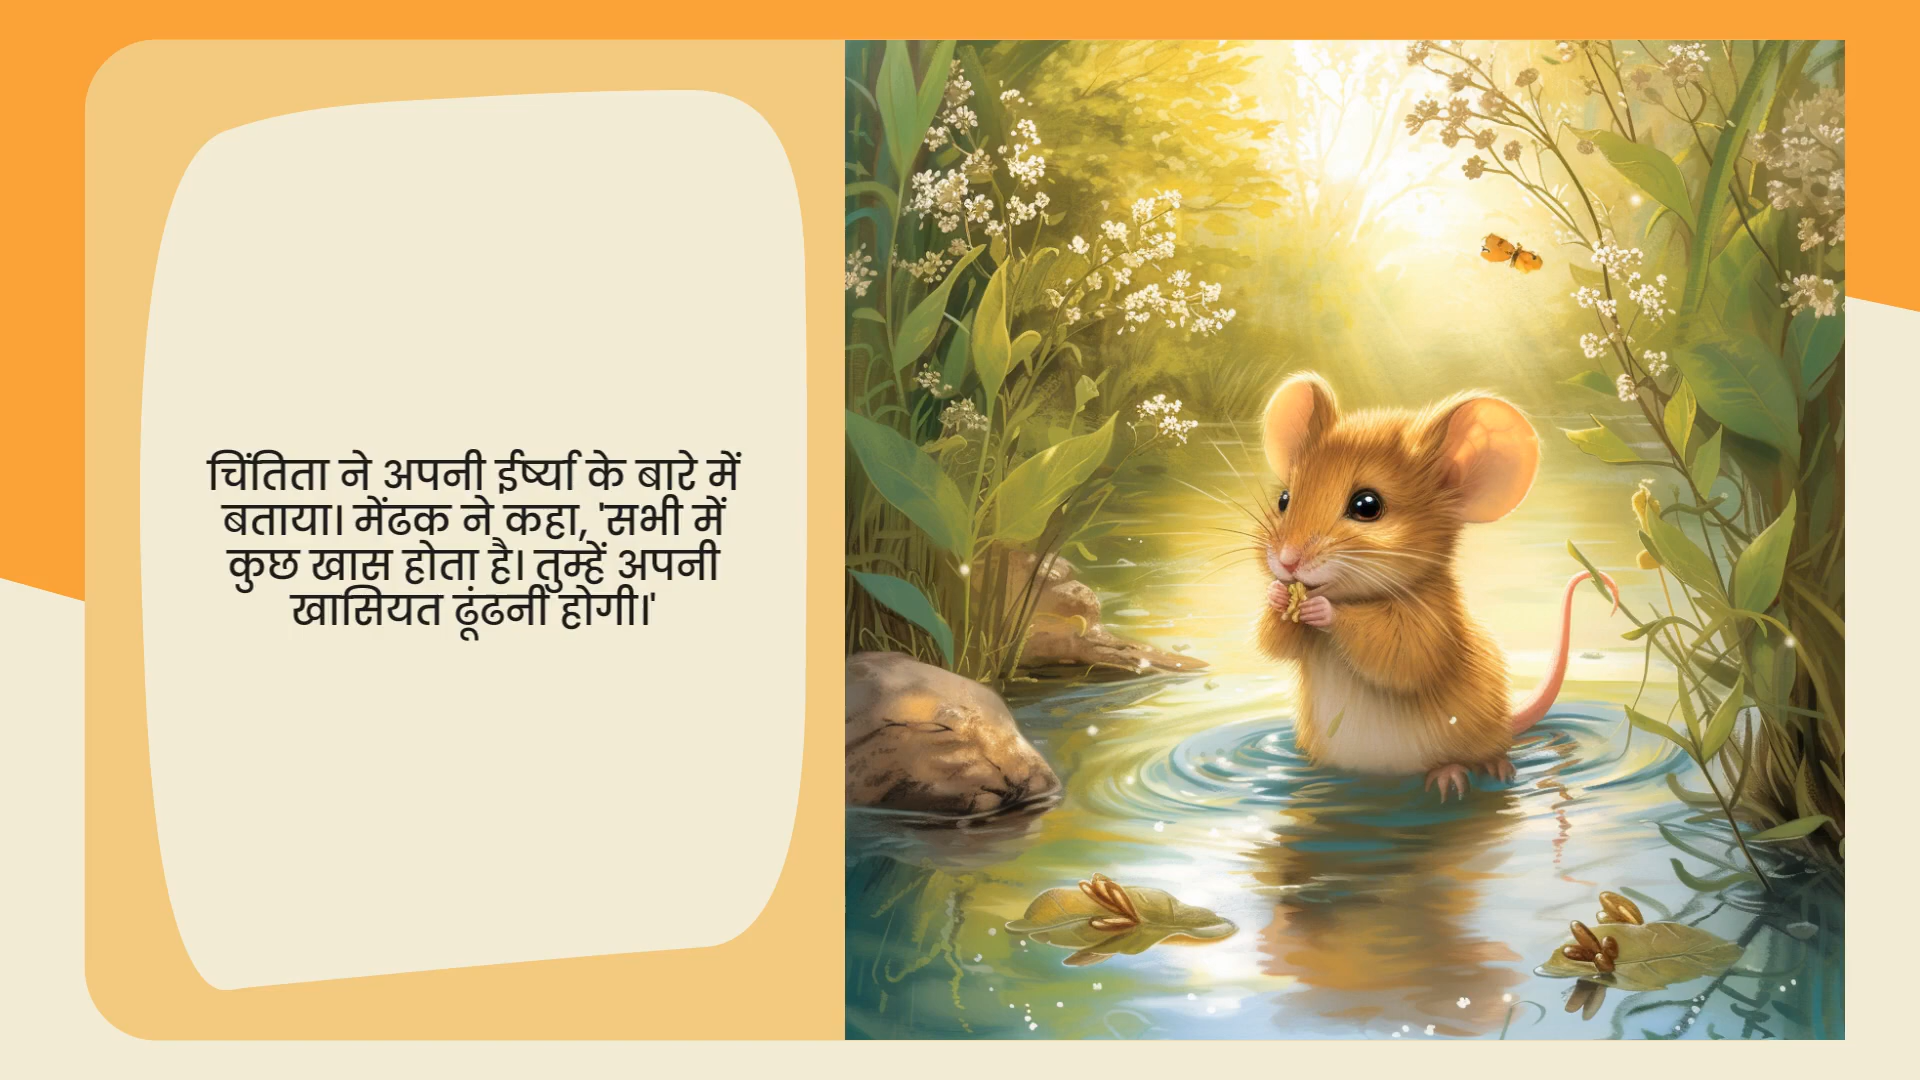 चिंतिता ने अपनी ईर्ष्या के बारे में
बताया। मेंढक ने कहा, 'सभी में
कुछ खास होता है। तुम्हें अपनी
खासियत ढूंढनी होगी।'